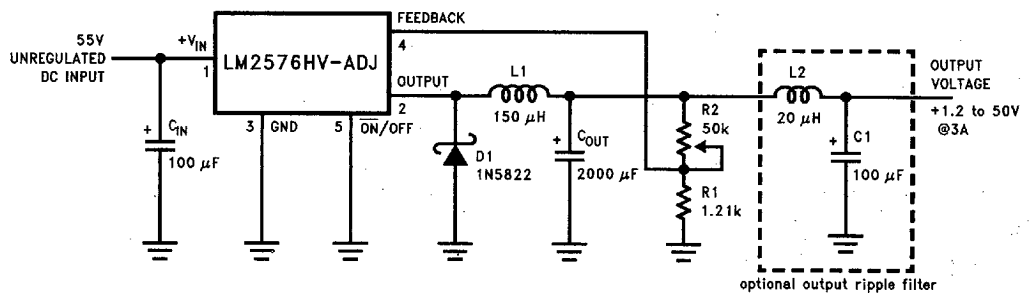 55V
UNREGULATED
DC INPUT
+VIN
1
LM2576HV-ADJ
FEEDBACK
4
OUTPUT
2
3 GND
5 ON/OFF
+ CIN
100 µF
D1
1N5822
L1
150 µH
+ COUT
2000 µF
R2
50k
R1
1.21k
L2
20 µH
+ C1
100 µF
OUTPUT
VOLTAGE
+1.2 to 50V
@3A
optional output ripple filter